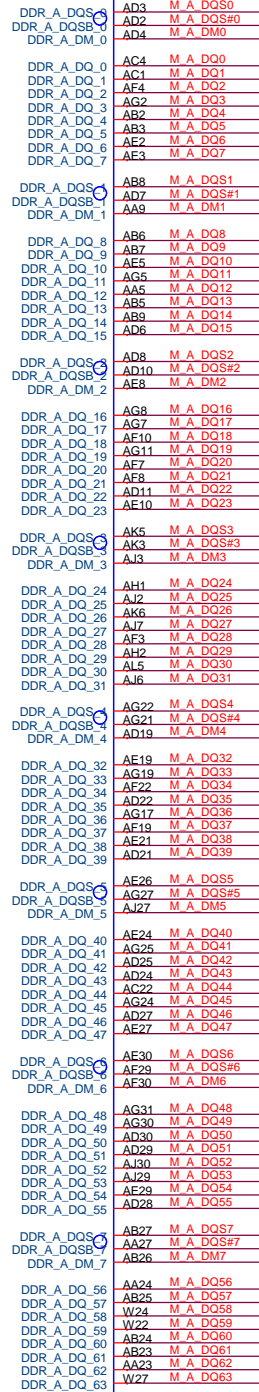 DDR_A_DQS_0 AD3 M_A_DQS0
DDR_A_DQSB_0 AD2 M_A_DQS#0
DDR_A_DM_0 AD4 M_A_DM0
DDR_A_DQ_0 AC4 M_A_DQ0
DDR_A_DQ_1 AC1 M_A_DQ1
DDR_A_DQ_2 AF4 M_A_DQ2
DDR_A_DQ_3 AG2 M_A_DQ3
DDR_A_DQ_4 AB2 M_A_DQ4
DDR_A_DQ_5 AB3 M_A_DQ5
DDR_A_DQ_6 AE2 M_A_DQ6
DDR_A_DQ_7 AE3 M_A_DQ7
DDR_A_DQS_1 AB8 M_A_DQS1
DDR_A_DQSB_1 AD7 M_A_DQS#1
DDR_A_DM_1 AA9 M_A_DM1
DDR_A_DQ_8 AB6 M_A_DQ8
DDR_A_DQ_9 AB7 M_A_DQ9
DDR_A_DQ_10 AE5 M_A_DQ10
DDR_A_DQ_11 AG5 M_A_DQ11
DDR_A_DQ_12 AA5 M_A_DQ12
DDR_A_DQ_13 AB5 M_A_DQ13
DDR_A_DQ_14 AB9 M_A_DQ14
DDR_A_DQ_15 AD6 M_A_DQ15
DDR_A_DQS_2 AD8 M_A_DQS2
DDR_A_DQSB_2 AD10 M_A_DQS#2
DDR_A_DM_2 AE8 M_A_DM2
DDR_A_DQ_16 AG8 M_A_DQ16
DDR_A_DQ_17 AG7 M_A_DQ17
DDR_A_DQ_18 AF10 M_A_DQ18
DDR_A_DQ_19 AG11 M_A_DQ19
DDR_A_DQ_20 AF7 M_A_DQ20
DDR_A_DQ_21 AF8 M_A_DQ21
DDR_A_DQ_22 AD11 M_A_DQ22
DDR_A_DQ_23 AE10 M_A_DQ23
DDR_A_DQS_3 AK5 M_A_DQS3
DDR_A_DQSB_3 AK3 M_A_DQS#3
DDR_A_DM_3 AJ3 M_A_DM3
DDR_A_DQ_24 AH1 M_A_DQ24
DDR_A_DQ_25 AJ2 M_A_DQ25
DDR_A_DQ_26 AK6 M_A_DQ26
DDR_A_DQ_27 AJ7 M_A_DQ27
DDR_A_DQ_28 AF3 M_A_DQ28
DDR_A_DQ_29 AH2 M_A_DQ29
DDR_A_DQ_30 AL5 M_A_DQ30
DDR_A_DQ_31 AJ6 M_A_DQ31
DDR_A_DQS_4 AG22 M_A_DQS4
DDR_A_DQSB_4 AG21 M_A_DQS#4
DDR_A_DM_4 AD19 M_A_DM4
DDR_A_DQ_32 AE19 M_A_DQ32
DDR_A_DQ_33 AG19 M_A_DQ33
DDR_A_DQ_34 AF22 M_A_DQ34
DDR_A_DQ_35 AD22 M_A_DQ35
DDR_A_DQ_36 AG17 M_A_DQ36
DDR_A_DQ_37 AF19 M_A_DQ37
DDR_A_DQ_38 AE21 M_A_DQ38
DDR_A_DQ_39 AD21 M_A_DQ39
DDR_A_DQS_5 AE26 M_A_DQS5
DDR_A_DQSB_5 AG27 M_A_DQS#5
DDR_A_DM_5 AJ27 M_A_DM5
DDR_A_DQ_40 AE24 M_A_DQ40
DDR_A_DQ_41 AG25 M_A_DQ41
DDR_A_DQ_42 AD25 M_A_DQ42
DDR_A_DQ_43 AD24 M_A_DQ43
DDR_A_DQ_44 AC22 M_A_DQ44
DDR_A_DQ_45 AG24 M_A_DQ45
DDR_A_DQ_46 AD27 M_A_DQ46
DDR_A_DQ_47 AE27 M_A_DQ47
DDR_A_DQS_6 AE30 M_A_DQS6
DDR_A_DQSB_6 AF29 M_A_DQS#6
DDR_A_DM_6 AF30 M_A_DM6
DDR_A_DQ_48 AG31 M_A_DQ48
DDR_A_DQ_49 AG30 M_A_DQ49
DDR_A_DQ_50 AD30 M_A_DQ50
DDR_A_DQ_51 AD29 M_A_DQ51
DDR_A_DQ_52 AJ30 M_A_DQ52
DDR_A_DQ_53 AJ29 M_A_DQ53
DDR_A_DQ_54 AE29 M_A_DQ54
DDR_A_DQ_55 AD28 M_A_DQ55
DDR_A_DQS_7 AB27 M_A_DQS7
DDR_A_DQSB_7 AA27 M_A_DQS#7
DDR_A_DM_7 AB26 M_A_DM7
DDR_A_DQ_56 AA24 M_A_DQ56
DDR_A_DQ_57 AB25 M_A_DQ57
DDR_A_DQ_58 W24 M_A_DQ58
DDR_A_DQ_59 W22 M_A_DQ59
DDR_A_DQ_60 AB24 M_A_DQ60
DDR_A_DQ_61 AB23 M_A_DQ61
DDR_A_DQ_62 AA23 M_A_DQ62
DDR_A_DQ_63 W27 M_A_DQ63